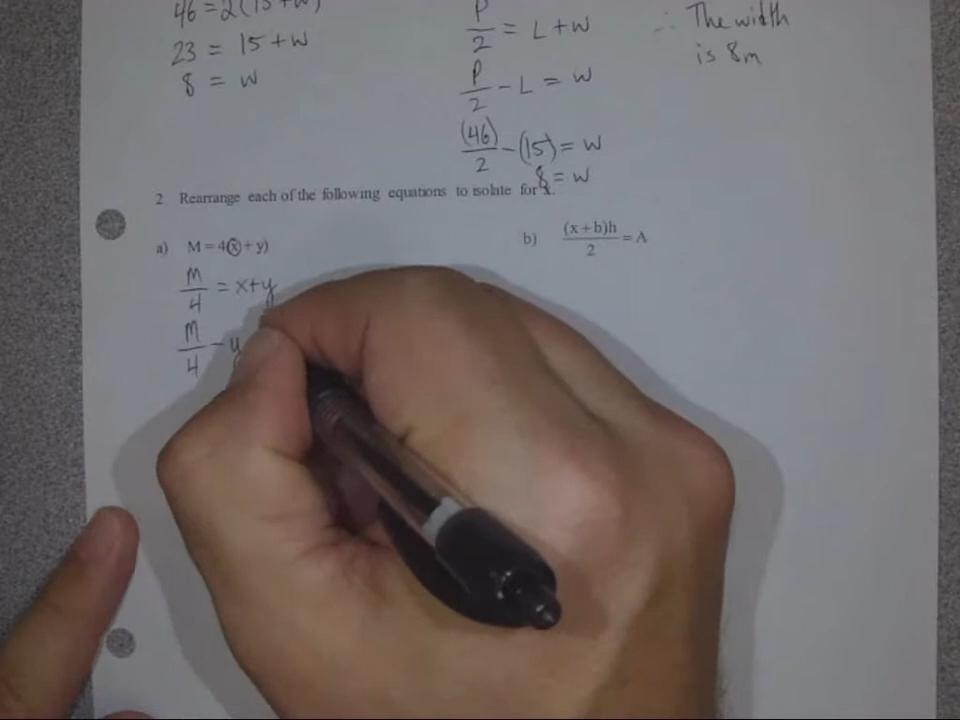 46 = 2(15+w)
23 = 15 + w
8 = w
P/2 = L + w
P/2 - L = w
(46)/2 - (15) = w
8 = w
∴ The width
is 8m
2 Rearrange each of the following equations to isolate for
a) M = 4(x + y)
M/4 = x+y
M/4 - y
b) (x + b)h/2 = A